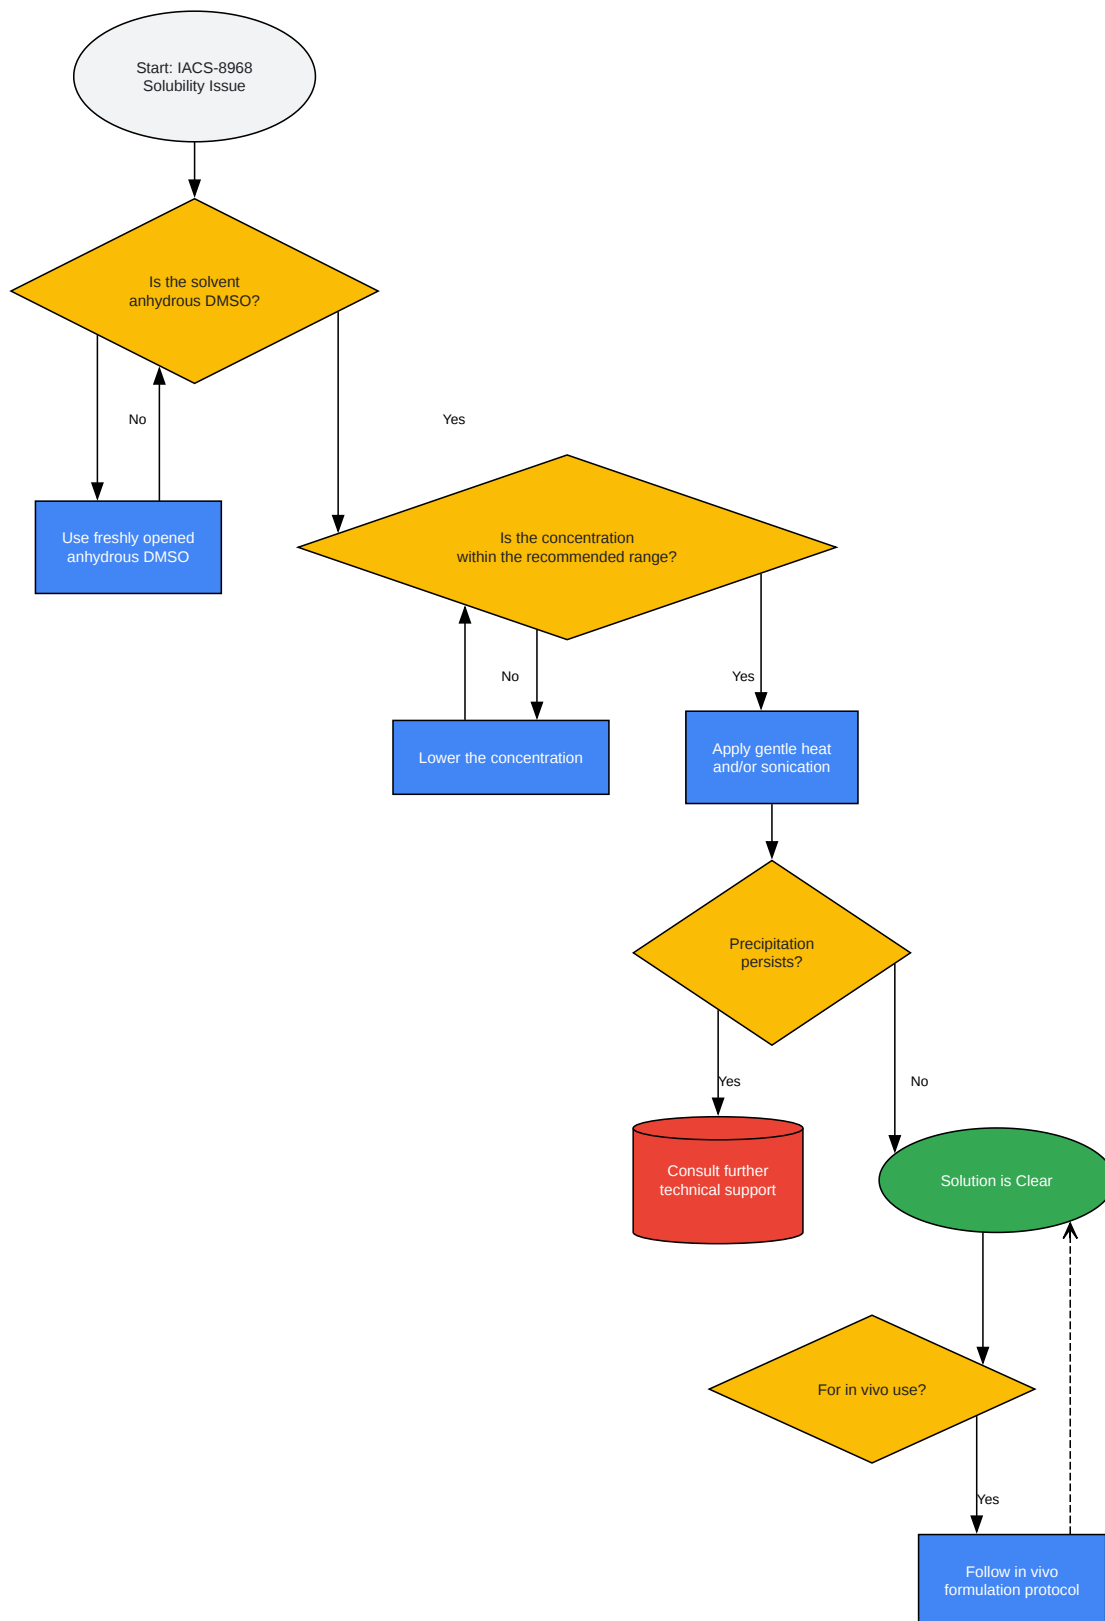 Start: IACS-8968
Solubility Issue
Is the solvent
anhydrous DMSO?
No
Yes
Use freshly opened
anhydrous DMSO
Is the concentration
within the recommended range?
No
Yes
Lower the concentration
Apply gentle heat
and/or sonication
Precipitation
persists?
Yes
No
Consult further
technical support
Solution is Clear
For in vivo use?
Yes
Follow in vivo
formulation protocol